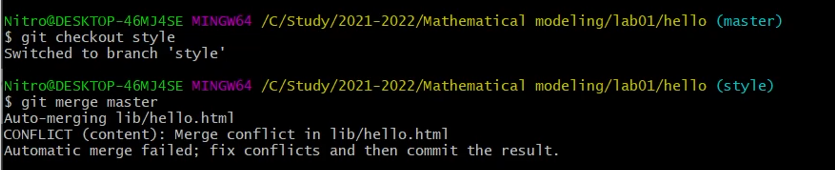 Nitro@DESKTOP-46MJ4SE MINGW64 /C/Study/2021-2022/Mathematical modeling/lab01/hello (master)
$ git checkout style
Switched to branch 'style'
Nitro@DESKTOP-46MJ4SE MINGW64 /C/Study/2021-2022/Mathematical modeling/lab01/hello (style)
$ git merge master
Auto-merging lib/hello.html
CONFLICT (content): Merge conflict in lib/hello.html
Automatic merge failed; fix conflicts and then commit the result.